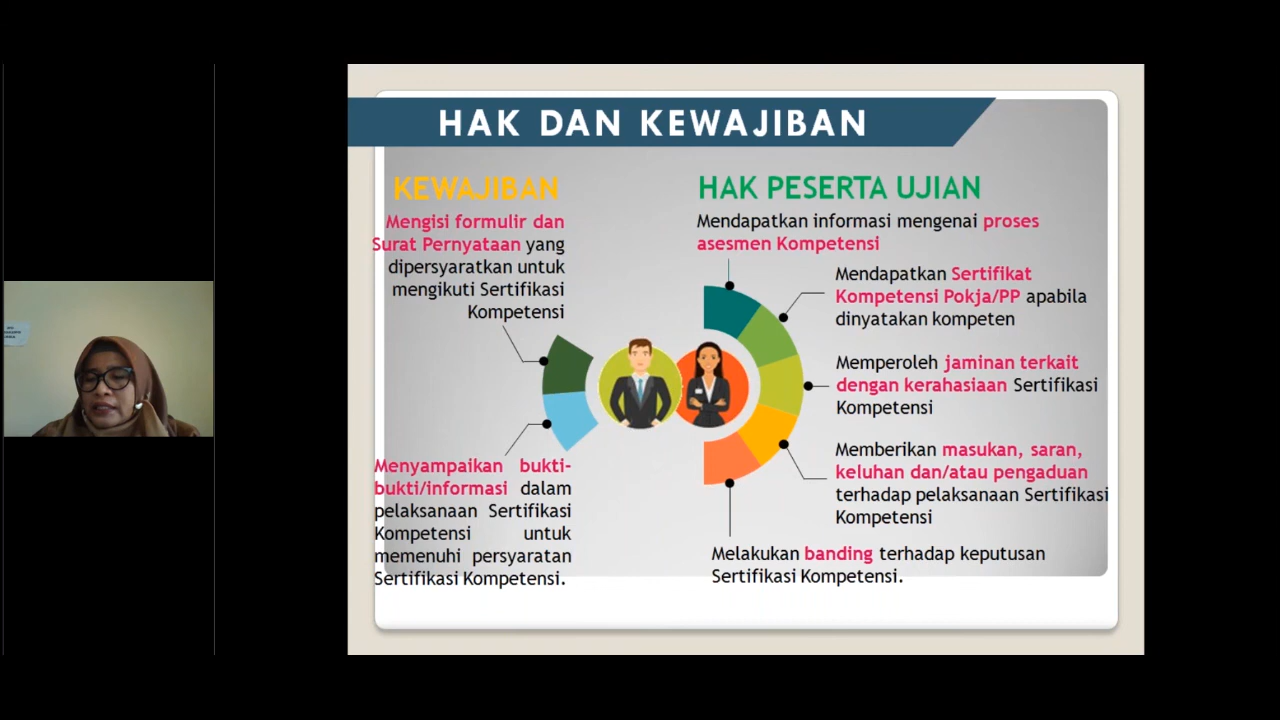 HAK DAN KEWAJIBAN
KEWAJIBAN
Mengisi formulir dan
Surat Pernyataan yang
dipersyaratkan untuk
mengikuti Sertifikasi
Kompetensi
Menyampaikan bukti-
bukti/informasi dalam
pelaksanaan Sertifikasi
Kompetensi untuk
memenuhi persyaratan
Sertifikasi Kompetensi.
HAK PESERTA UJIAN
Mendapatkan informasi mengenai proses
asesmen Kompetensi
Mendapatkan Sertifikat
Kompetensi Pokja/PP apabila
dinyatakan kompeten
Memperoleh jaminan terkait
dengan kerahasiaan Sertifikasi
Kompetensi
Memberikan masukan, saran,
keluhan dan/atau pengaduan
terhadap pelaksanaan Sertifikasi
Kompetensi
Melakukan banding terhadap keputusan
Sertifikasi Kompetensi.